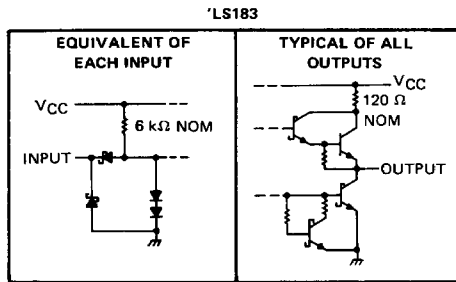 'LS183
EQUIVALENT OF
EACH INPUT
VCC
6 kΩ NOM
INPUT
TYPICAL OF ALL
OUTPUTS
VCC
120 Ω
NOM
OUTPUT